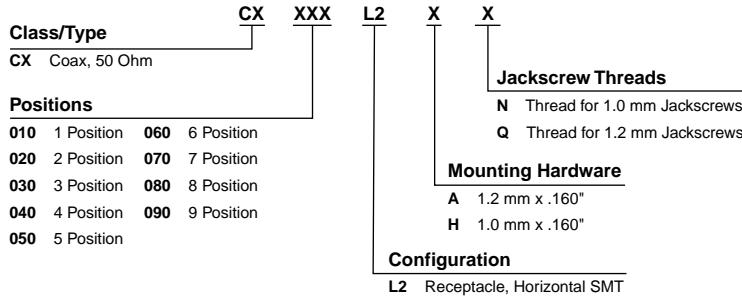 CX XXX L2 X X
Class/Type
CX Coax, 50 Ohm
Positions
010 1 Position 060 6 Position
020 2 Position 070 7 Position
030 3 Position 080 8 Position
040 4 Position 090 9 Position
050 5 Position
Jackscrew Threads
N Thread for 1.0 mm Jackscrews
Q Thread for 1.2 mm Jackscrews
Mounting Hardware
A 1.2 mm x .160"
H 1.0 mm x .160"
Configuration
L2 Receptacle, Horizontal SMT